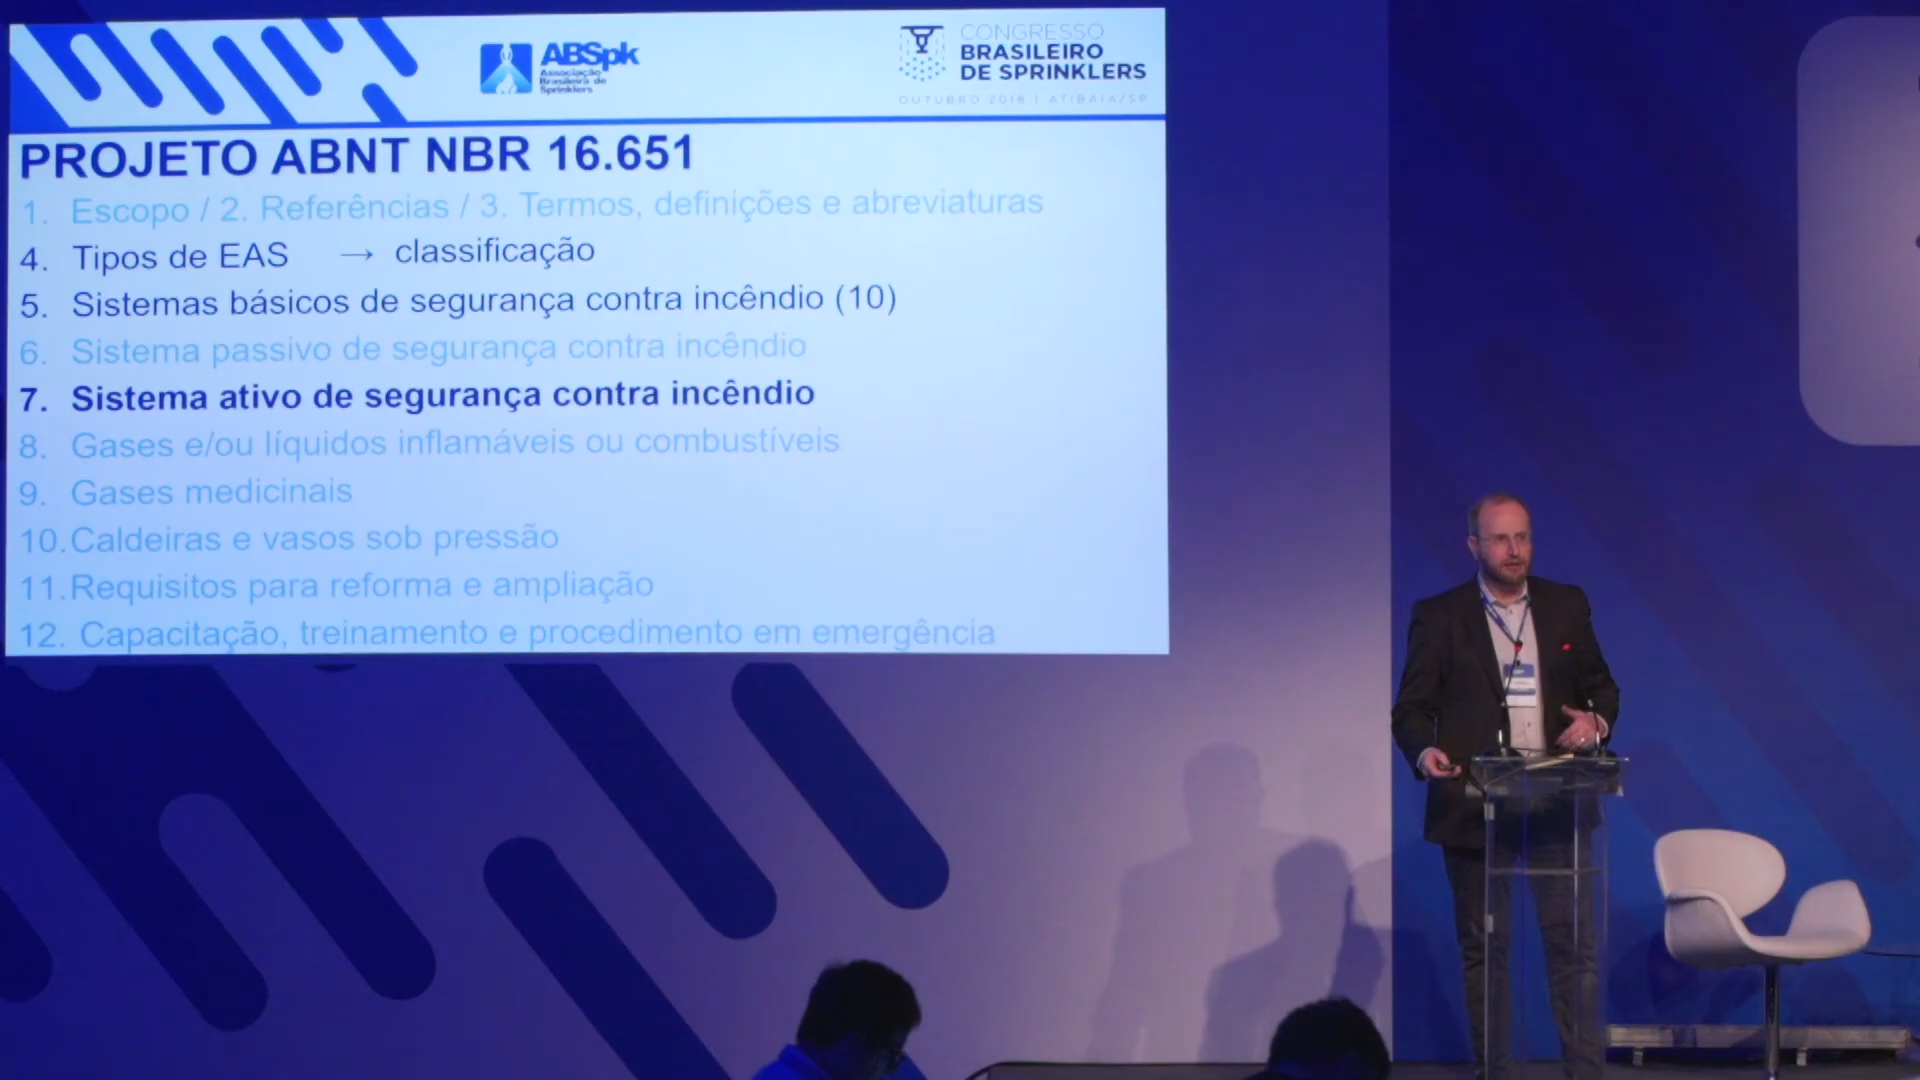 ABSpk
Associação
Brasileira de
Sprinklers
CONGRESSO
BRASILEIRO
DE SPRINKLERS
OUTUBRO 2018 | ATIBAIA/SP
PROJETO ABNT NBR 16.651
1. Escopo / 2. Referências / 3. Termos, definições e abreviaturas
4. Tipos de EAS → classificação
5. Sistemas básicos de segurança contra incêndio (10)
6. Sistema passivo de segurança contra incêndio
7. Sistema ativo de segurança contra incêndio
8. Gases e/ou líquidos inflamáveis ou combustíveis
9. Gases medicinais
10. Caldeiras e vasos sob pressão
11. Requisitos para reforma e ampliação
12. Capacitação, treinamento e procedimento em emergência